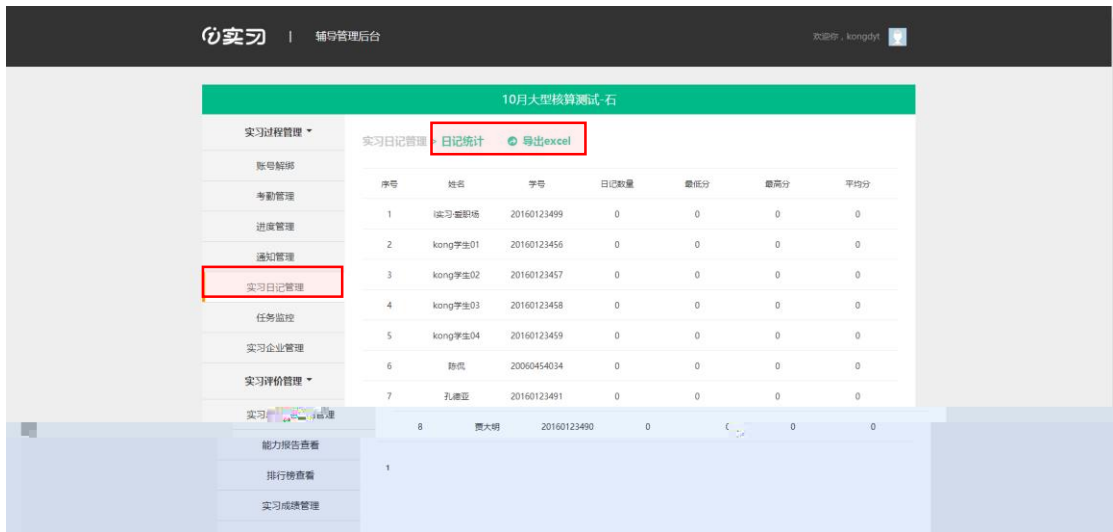 i实习 | 辅导管理后台 欢迎你，kongdyt
10月大型核算测试-石
实习过程管理
账号解绑
考勤管理
进度管理
通知管理
实习日记管理
任务监控
实习企业管理
实习评价管理
实习 管理
能力报告查看
排行榜查看
实习成绩管理
实习日记管理 > 日记统计 导出excel
序号 姓名 学号 日记数量 最低分 最高分 平均分
1 i实习-爱职场 20160123499 0 0 0 0
2 kong学生01 20160123456 0 0 0 0
3 kong学生02 20160123457 0 0 0 0
4 kong学生03 20160123458 0 0 0 0
5 kong学生04 20160123459 0 0 0 0
6 20060454034 0 0 0 0
7 孔德亚 20160123491 0 0 0 0
8 贾大明 20160123490 0 0 0
1